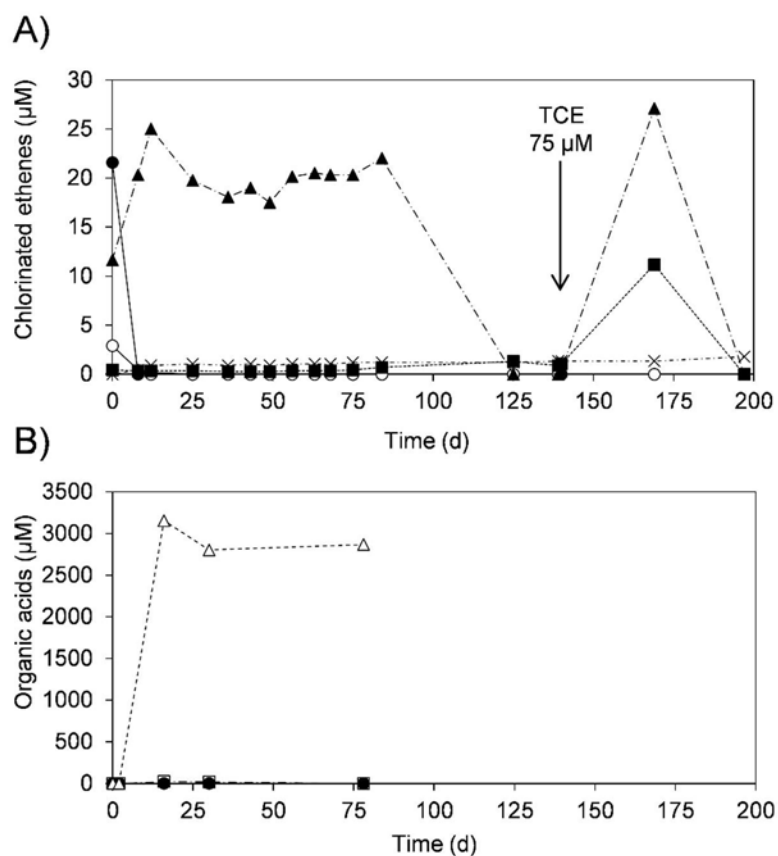 A)
Chlorinated ethenes (µM)
30
25
20
15
10
5
0
TCE
75 µM
0 25 50 75 100 125 150 175 200
Time (d)
B)
Organic acids (µM)
3500
3000
2500
2000
1500
1000
500
0
0 25 50 75 100 125 150 175 200
Time (d)